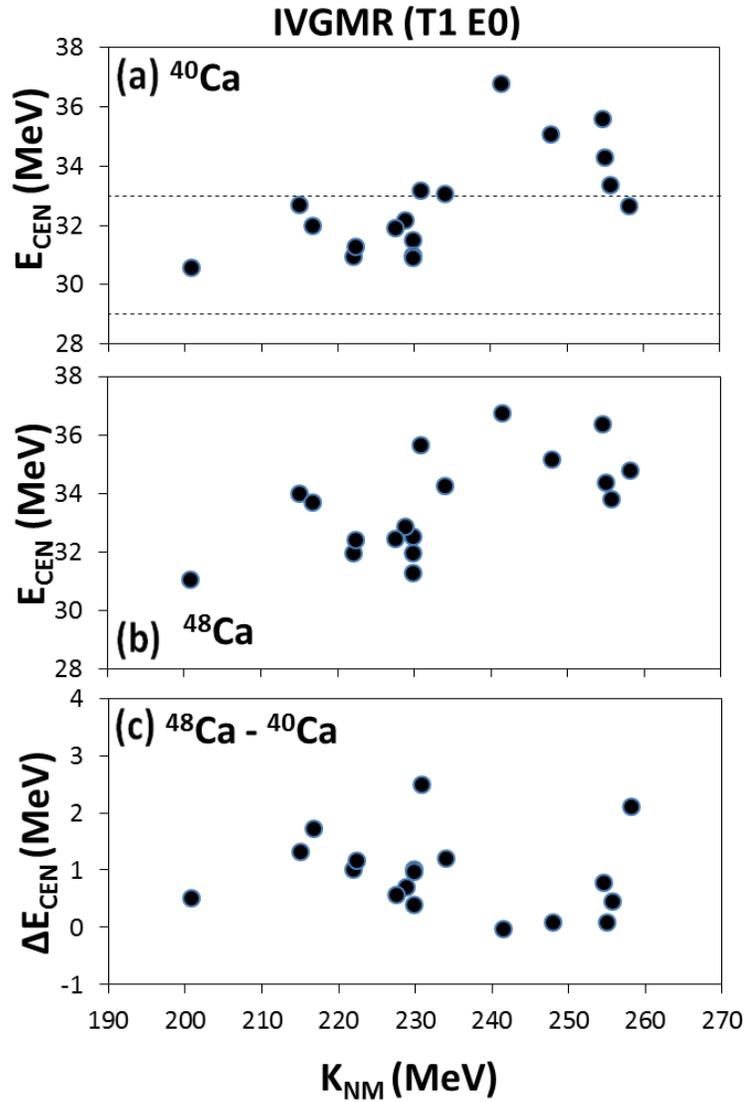 IVGMR (T1 E0)
(a) ⁴⁰Ca
E_CEN (MeV)
38
36
34
32
30
28
(b) ⁴⁸Ca
E_CEN (MeV)
38
36
34
32
30
28
(c) ⁴⁸Ca - ⁴⁰Ca
ΔE_CEN (MeV)
4
3
2
1
0
-1
190 200 210 220 230 240 250 260 270
K_NM (MeV)